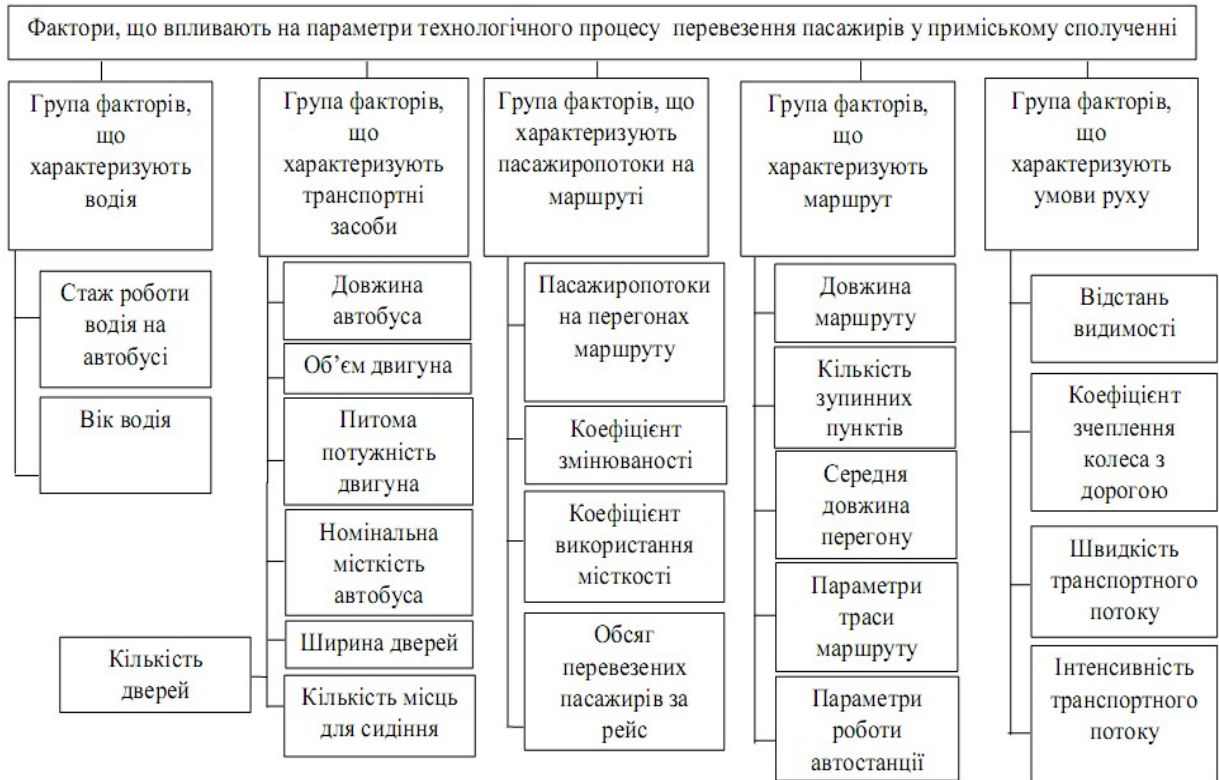 Фактори, що впливають на параметри технологічного процесу перевезення пасажирів у приміському сполученні
Група факторів,
що
характеризують
водія
Стаж роботи
водія на
автобусі
Вік водія
Група факторів,
що
характеризують
транспортні
засоби
Довжина
автобуса
Об’єм двигуна
Питома
потужність
двигуна
Номінальна
місткість
автобуса
Ширина дверей
Кількість
дверей
Кількість місць
для сидіння
Група факторів, що
характеризують
пасажиропотоки на
маршруті
Пасажиропотоки
на перегонах
маршруту
Коефіцієнт
змінюваності
Коефіцієнт
використання
місткості
Обсяг
перевезених
пасажирів за
рейс
Група факторів,
що
характеризують
маршрут
Довжина
маршруту
Кількість
зупинних
пунктів
Середня
довжина
перегону
Параметри
траси
маршруту
Параметри
роботи
автостанції
Група факторів,
що
характеризують
умови руху
Відстань
видимості
Коефіцієнт
зчеплення
колеса з
дорогою
Швидкість
транспортного
потоку
Інтенсивність
транспортного
потоку